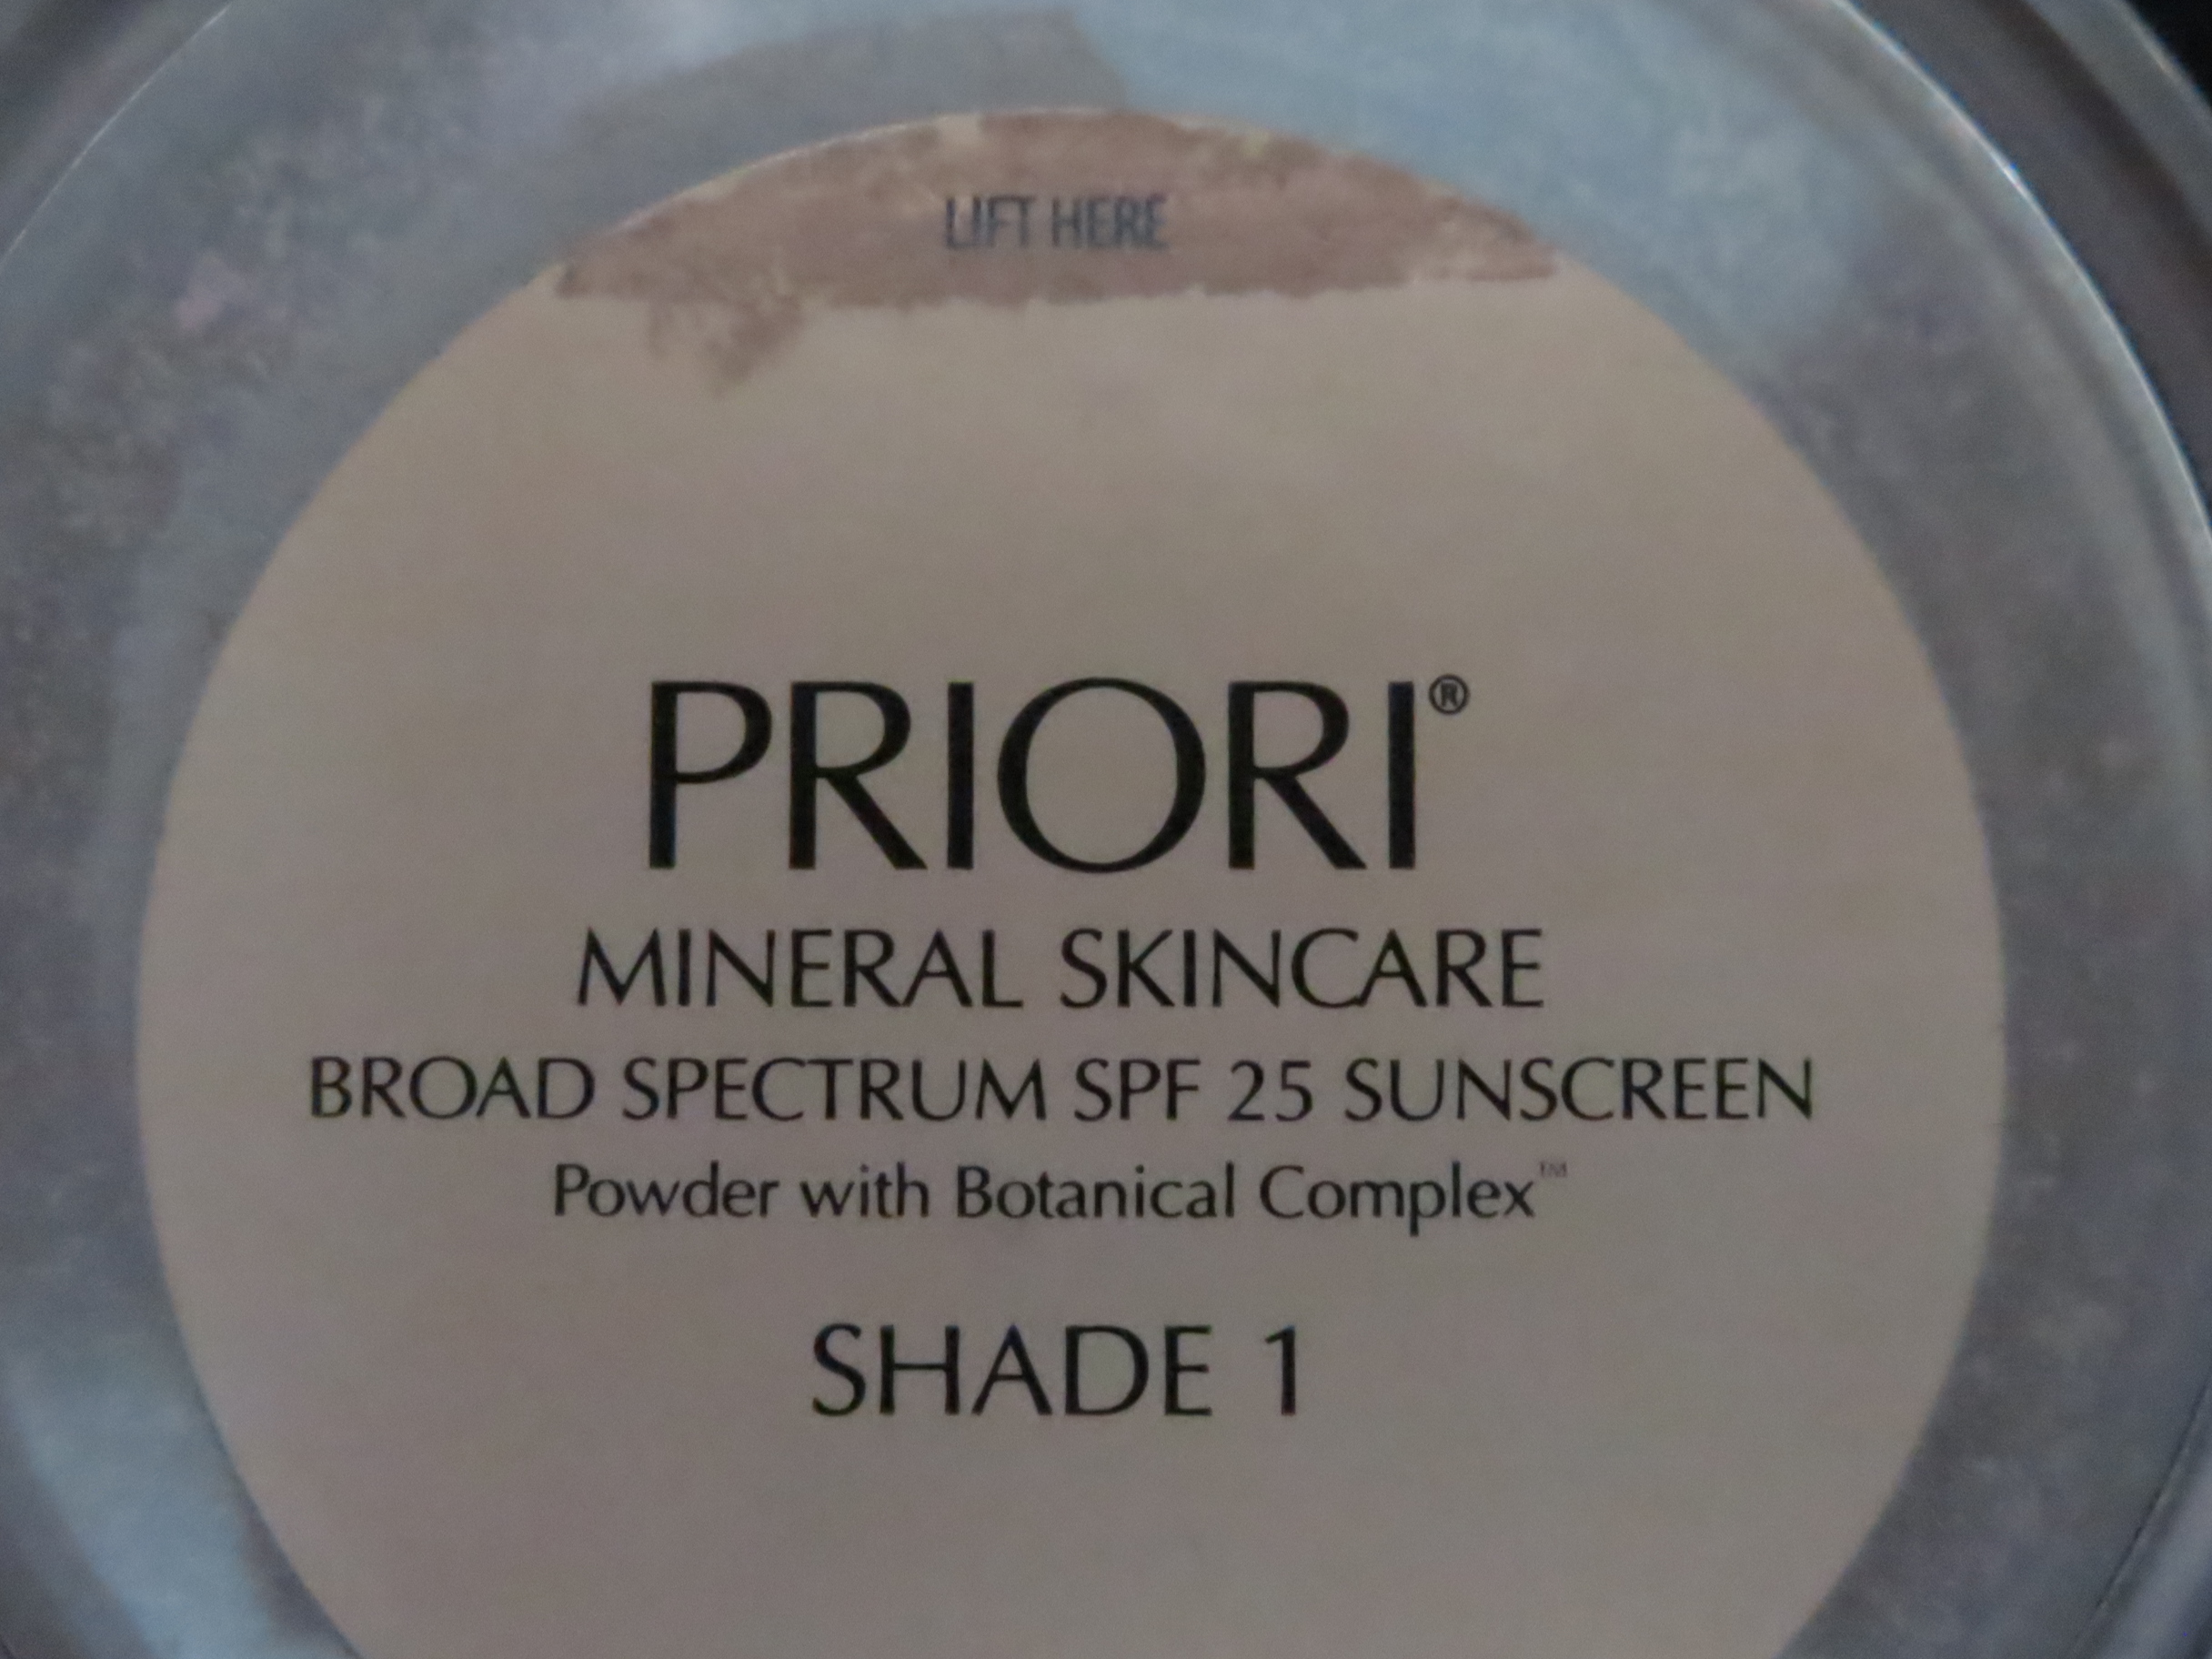 LIFT HERE
PRIORI®
MINERAL SKINCARE
BROAD SPECTRUM SPF 25 SUNSCREEN
Powder with Botanical Complex™
SHADE 1